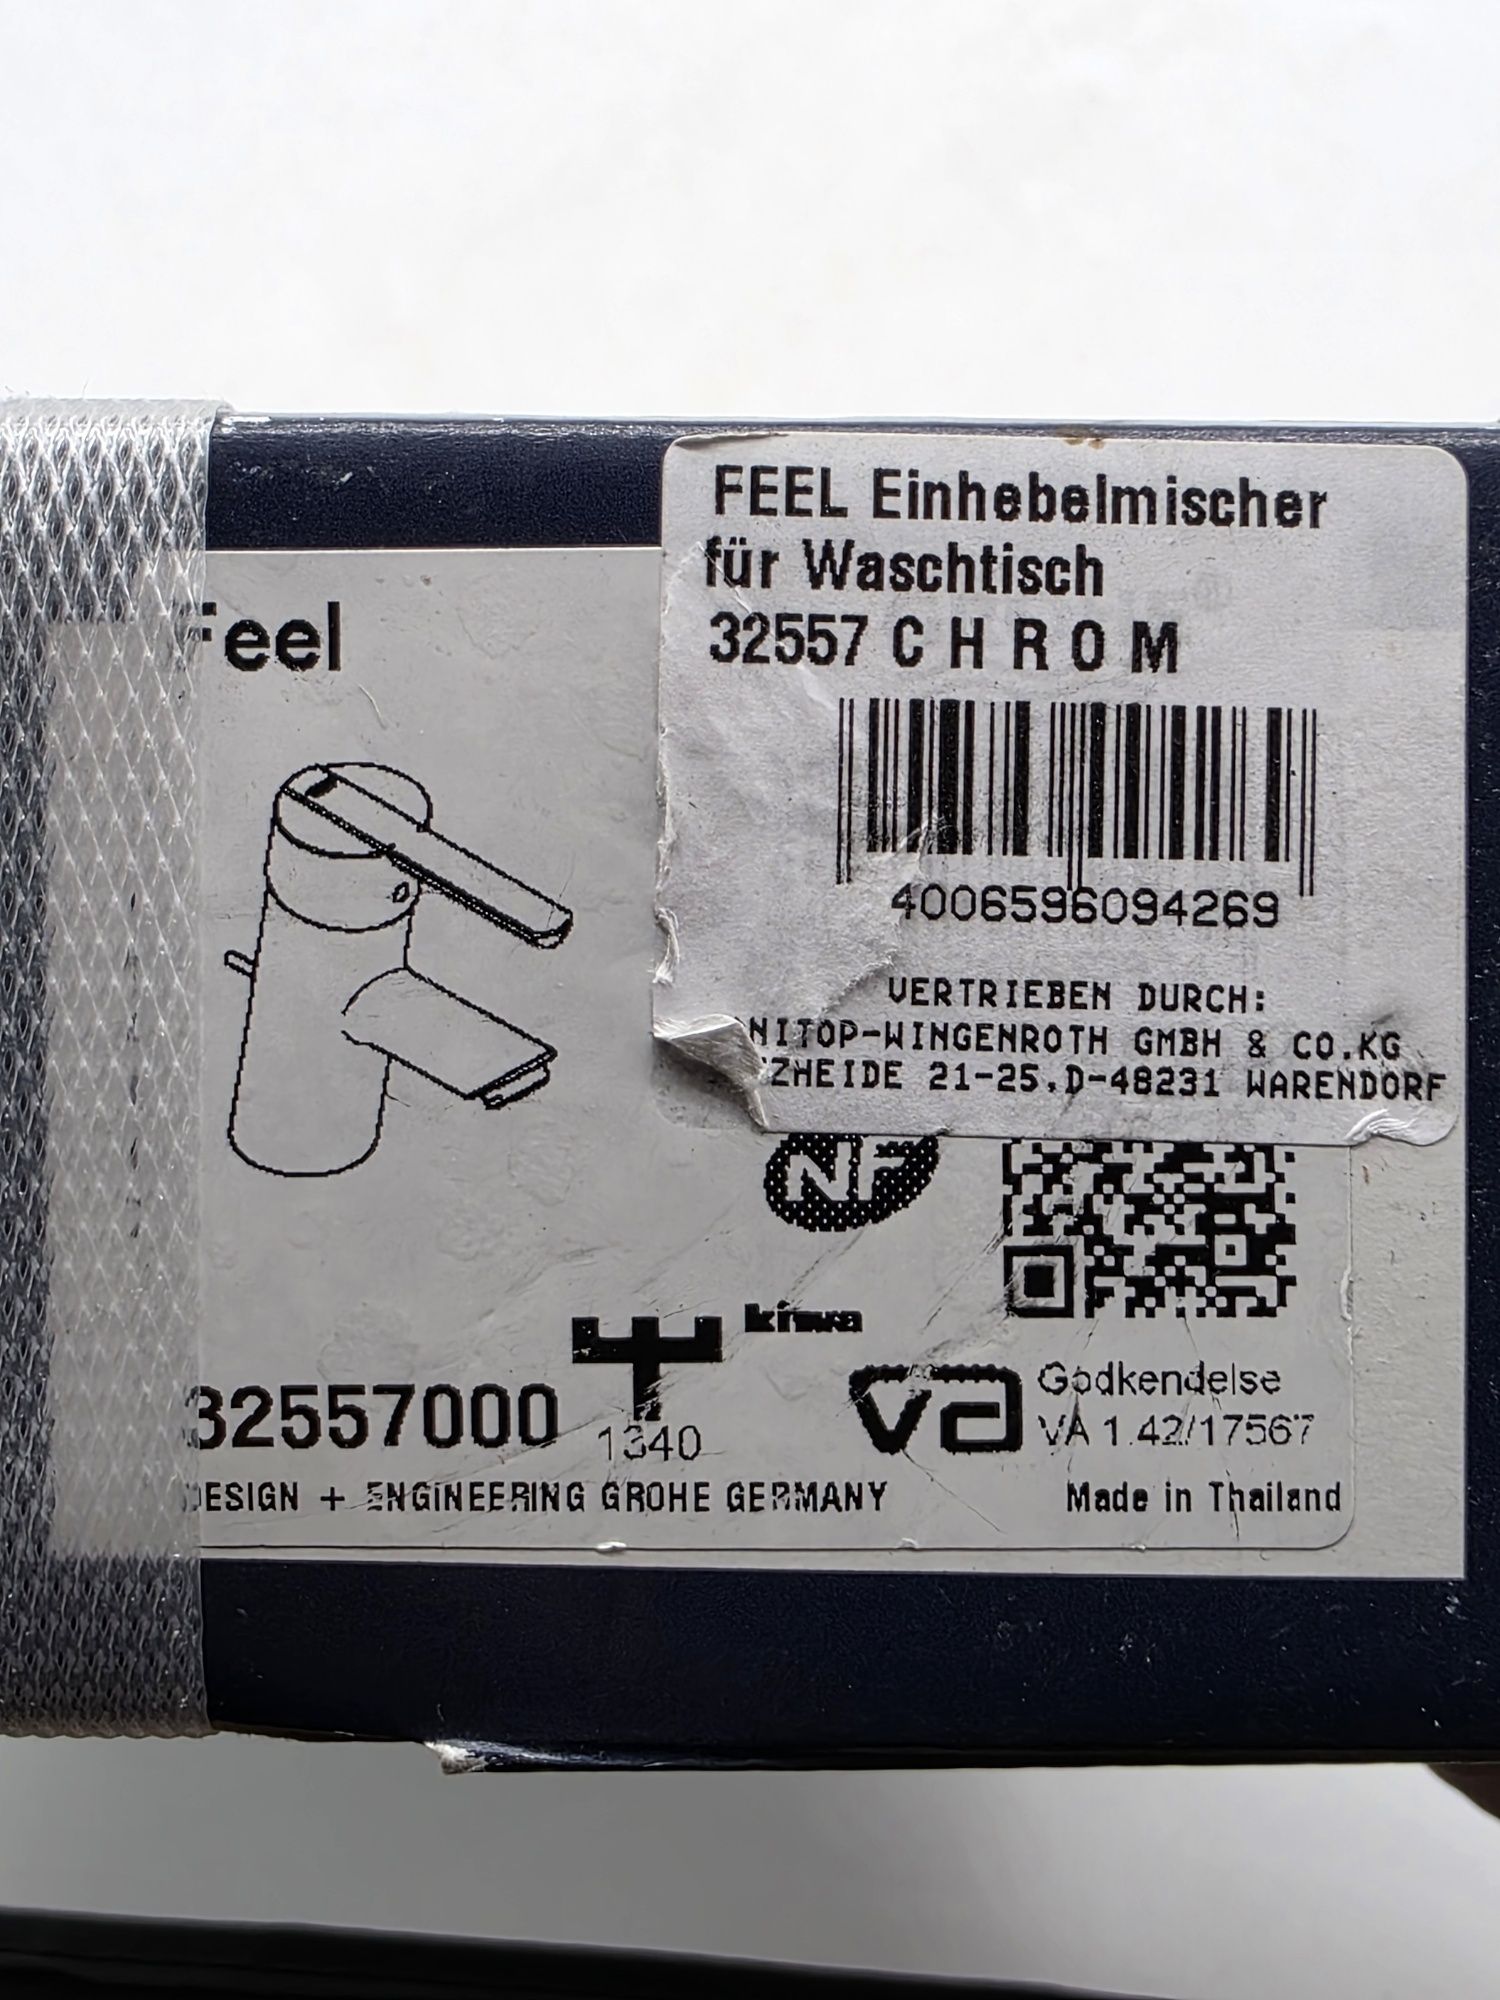 FEEL Einhebelmischer
für Waschtisch
32557 C H R O M
4006596094269
VERTRIEBEN DURCH:
NITOP-WINGENROTH GMBH & CO.KG
ZHEIDE 21-25,D-48231 WARENDORF
Feel
NF
kiwa
32557000
1340
va
Godkendelse
VA 1.42/17567
DESIGN + ENGINEERING GROHE GERMANY
Made in Thailand